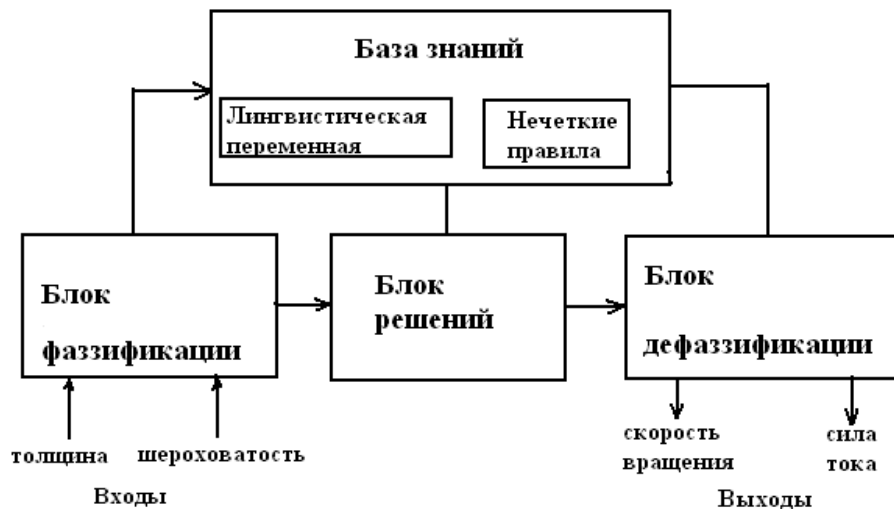 База знаний
Лингвистическая
переменная
Нечеткие
правила
Блок
фаззификации
Блок
решений
Блок
дефаззификации
толщина
шероховатость
Входы
скорость
вращения
сила
тока
Выходы